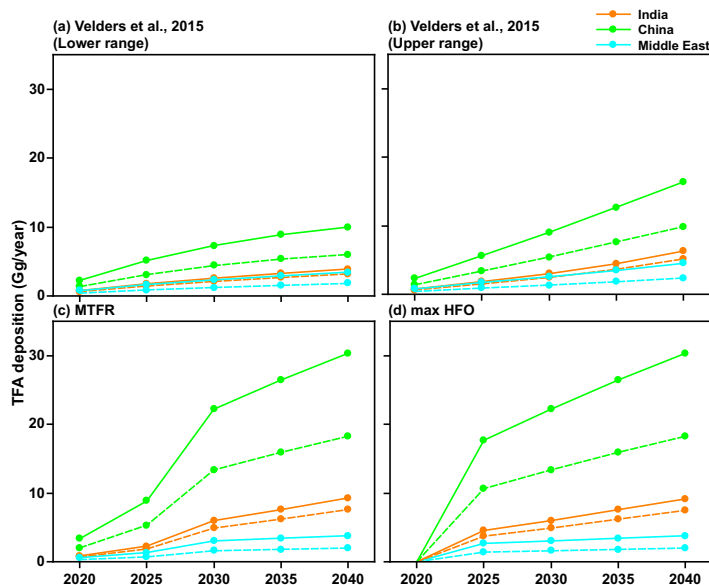 (a) Velders et al., 2015
(Lower range)
(b) Velders et al., 2015
(Upper range)
India
China
Middle East
30
20
10
0
TFA deposition (Gg/year)
(c) MTFR
(d) max HFO
30
20
10
0
2020 2025 2030 2035 2040
2020 2025 2030 2035 2040